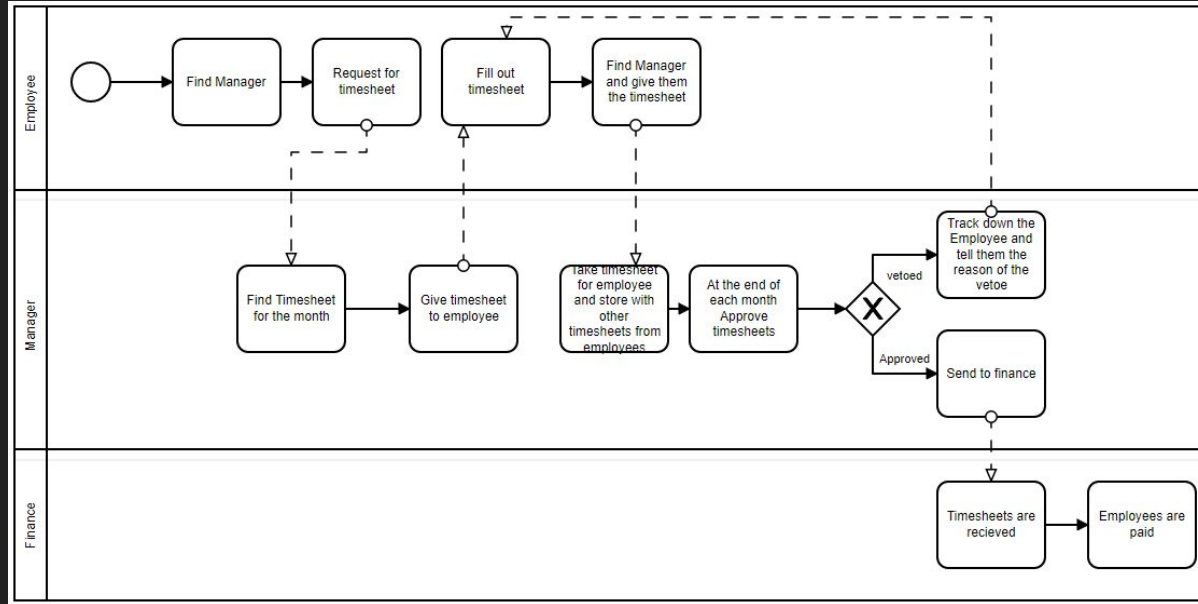 Employee
Find Manager
Request for
timesheet
Fill out
timesheet
Find Manager
and give them
the timesheet
Manager
Find Timesheet
for the month
Give timesheet
to employee
Take timesheet
for employee
and store with
other
timesheets from
employees
At the end of
each month
Approve
timesheets
X
vetoed
Track down the
Employee and
tell them the
reason of the
vetoe
Approved
Send to finance
Finance
Timesheets are
recieved
Employees are
paid